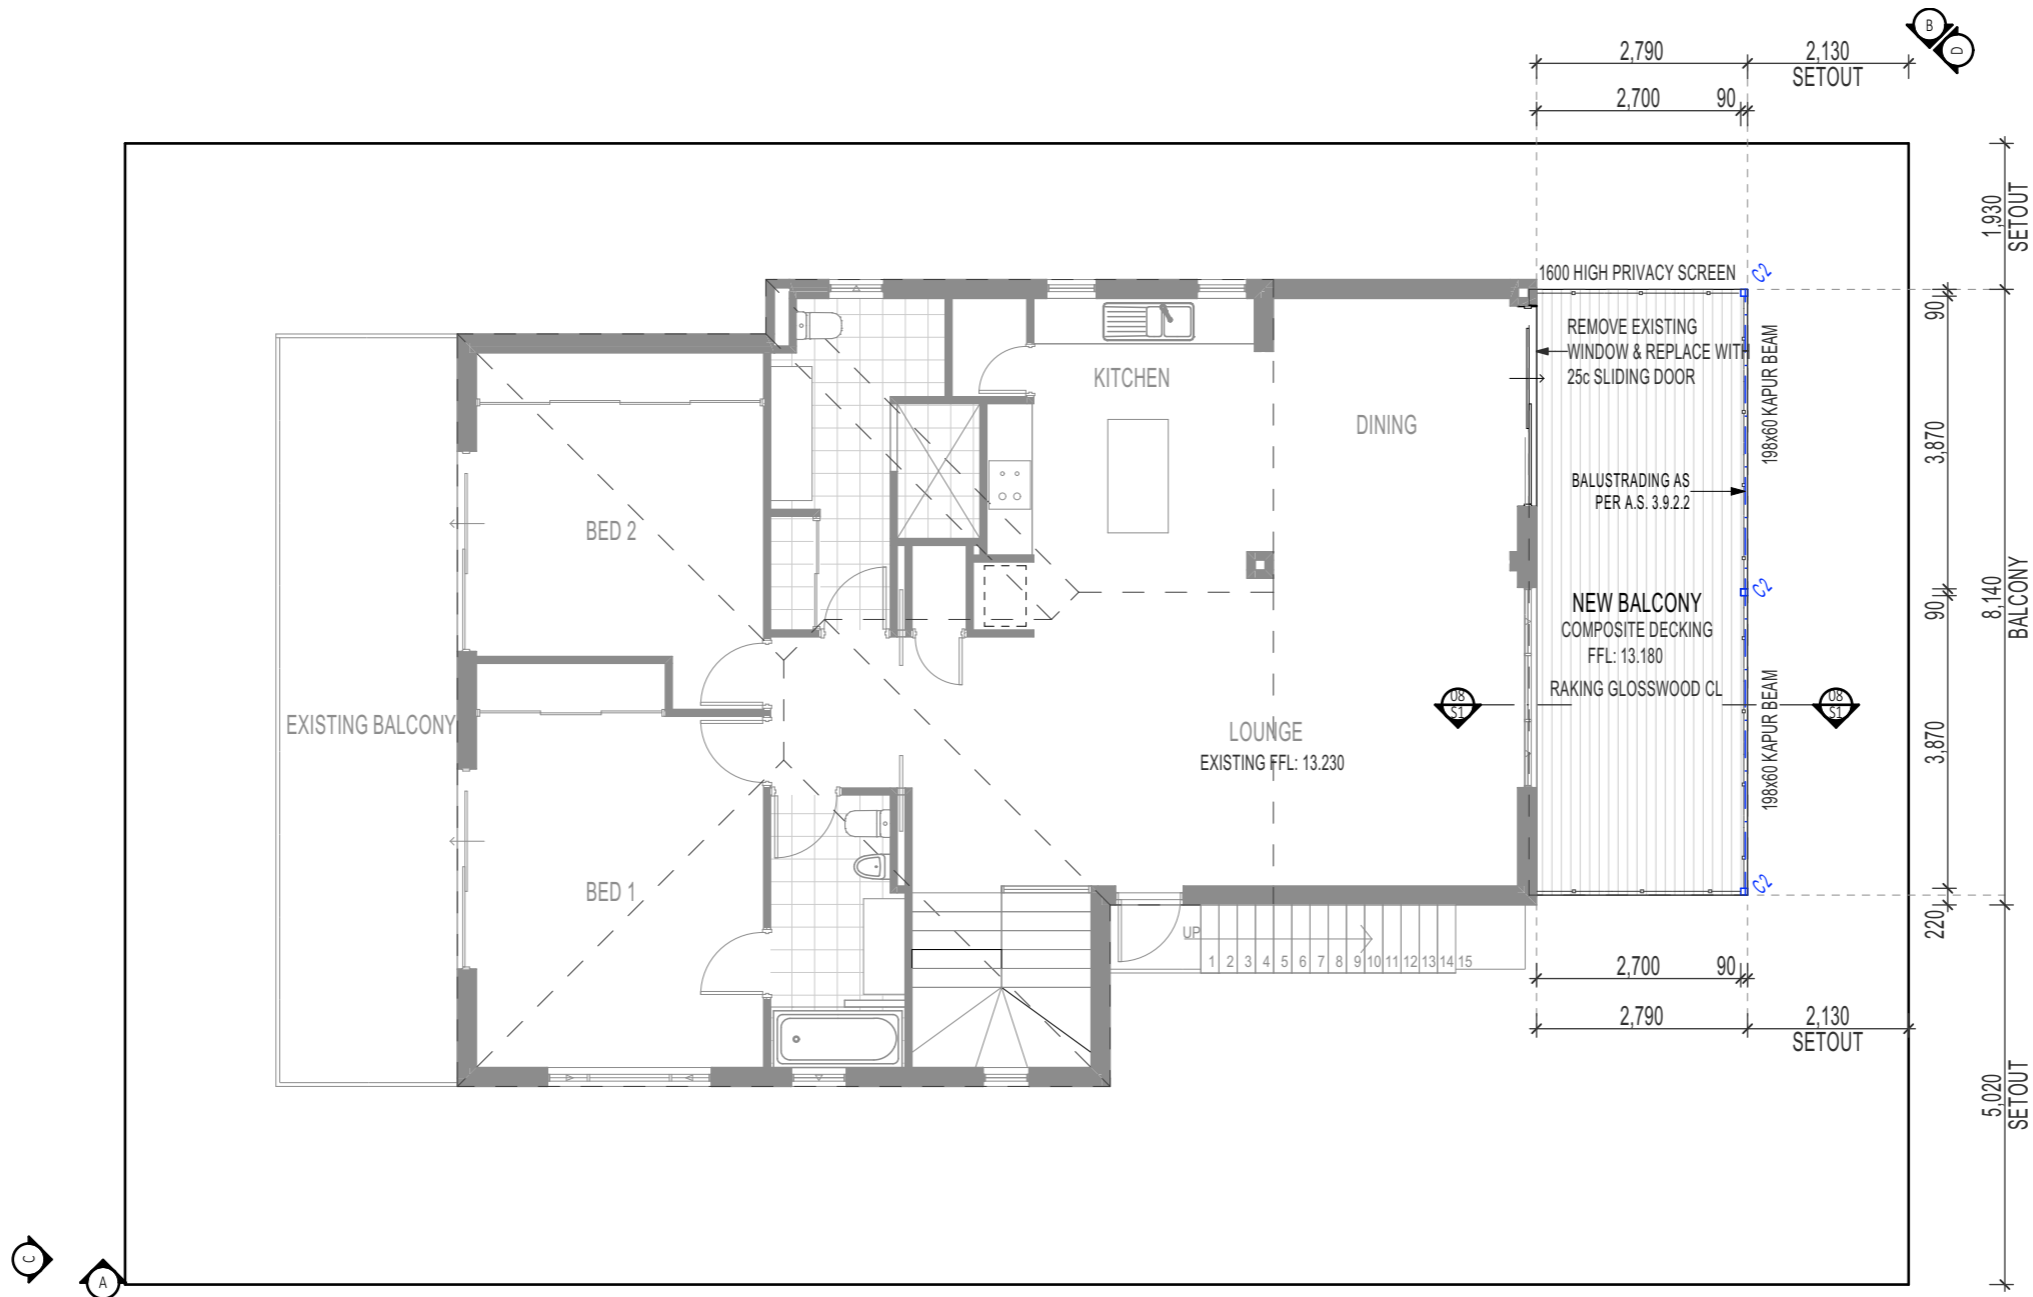 B
D
2,790
2,130
SETOUT
2,700
90
1,930
SETOUT
1600 HIGH PRIVACY SCREEN
C2
90
REMOVE EXISTING
WINDOW & REPLACE WITH
25c SLIDING DOOR
198x60 KAPUR BEAM
KITCHEN
DINING
3,870
BALUSTRADING AS
PER A.S. 3.9.2.2
BED 2
C2
NEW BALCONY
COMPOSITE DECKING
FFL: 13.180
90
8,140
BALCONY
RAKING GLOSSWOOD CL
08
S1
08
S1
EXISTING BALCONY
LOUNGE
EXISTING FFL: 13.230
198x60 KAPUR BEAM
3,870
BED 1
C2
UP
1 2 3 4 5 6 7 8 9 10 11 12 13 14 15
220
2,700
90
2,790
2,130
SETOUT
5,020
SETOUT
C
A